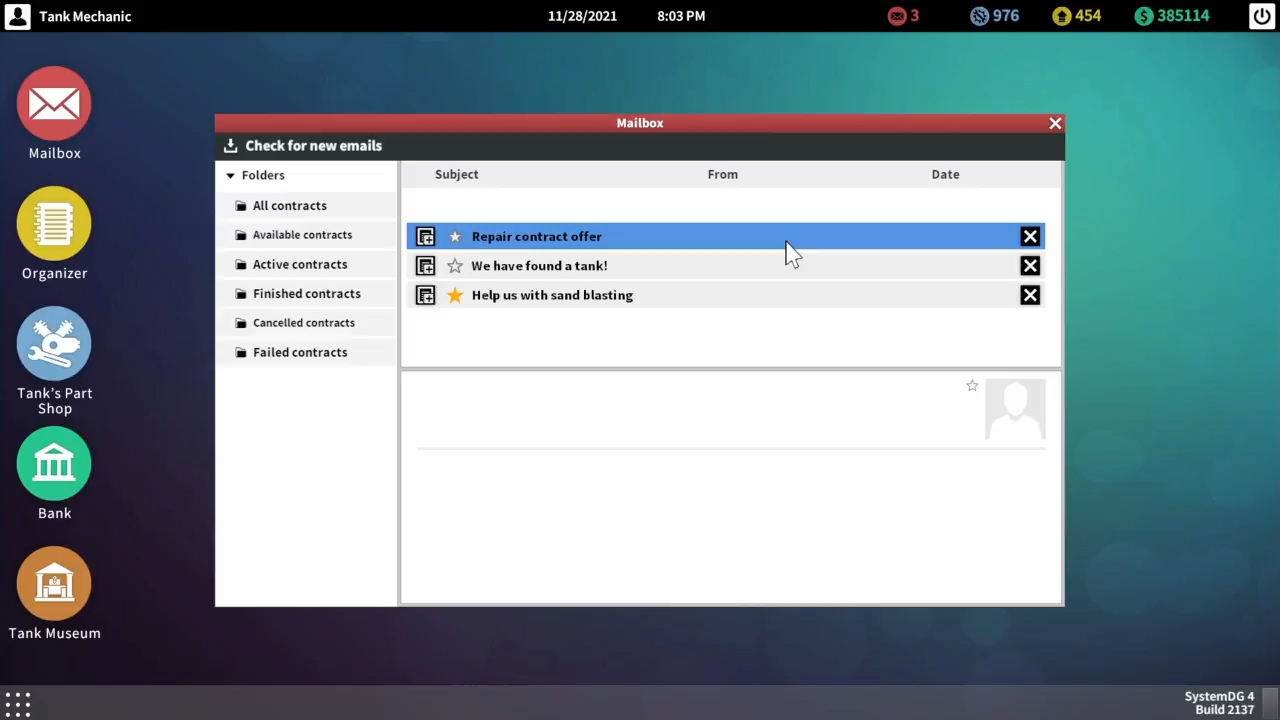 Tank Mechanic
11/28/2021
8:03 PM
3
976
454
385114
Mailbox
Organizer
Tank's Part
Shop
Bank
Tank Museum
Mailbox
Check for new emails
Folders
All contracts
Available contracts
Active contracts
Finished contracts
Cancelled contracts
Failed contracts
Subject From Date
Repair contract offer
We have found a tank!
Help us with sand blasting
SystemDG 4
Build 2137